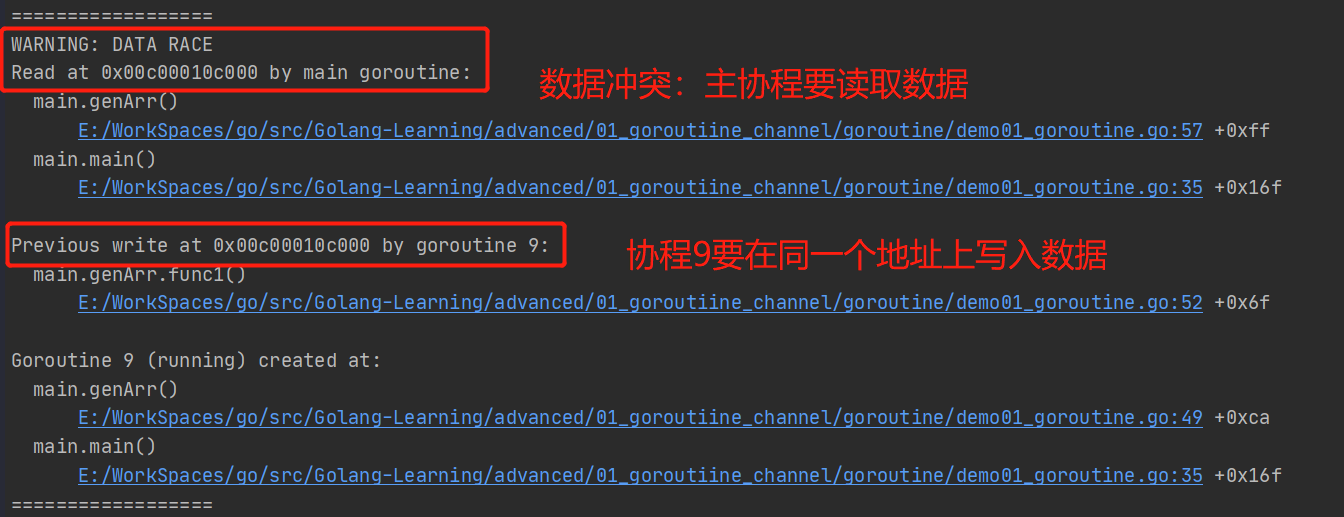 ==================
WARNING: DATA RACE
Read at 0x00c00010c000 by main goroutine:
数据冲突：主协程要读取数据
main.genArr()
E:/WorkSpaces/go/src/Golang-Learning/advanced/01_goroutiine_channel/goroutine/demo01_goroutine.go:57 +0xff
main.main()
E:/WorkSpaces/go/src/Golang-Learning/advanced/01_goroutiine_channel/goroutine/demo01_goroutine.go:35 +0x16f
Previous write at 0x00c00010c000 by goroutine 9:
协程9要在同一个地址上写入数据
main.genArr.func1()
E:/WorkSpaces/go/src/Golang-Learning/advanced/01_goroutiine_channel/goroutine/demo01_goroutine.go:52 +0x6f
Goroutine 9 (running) created at:
main.genArr()
E:/WorkSpaces/go/src/Golang-Learning/advanced/01_goroutiine_channel/goroutine/demo01_goroutine.go:49 +0xca
main.main()
E:/WorkSpaces/go/src/Golang-Learning/advanced/01_goroutiine_channel/goroutine/demo01_goroutine.go:35 +0x16f
==================